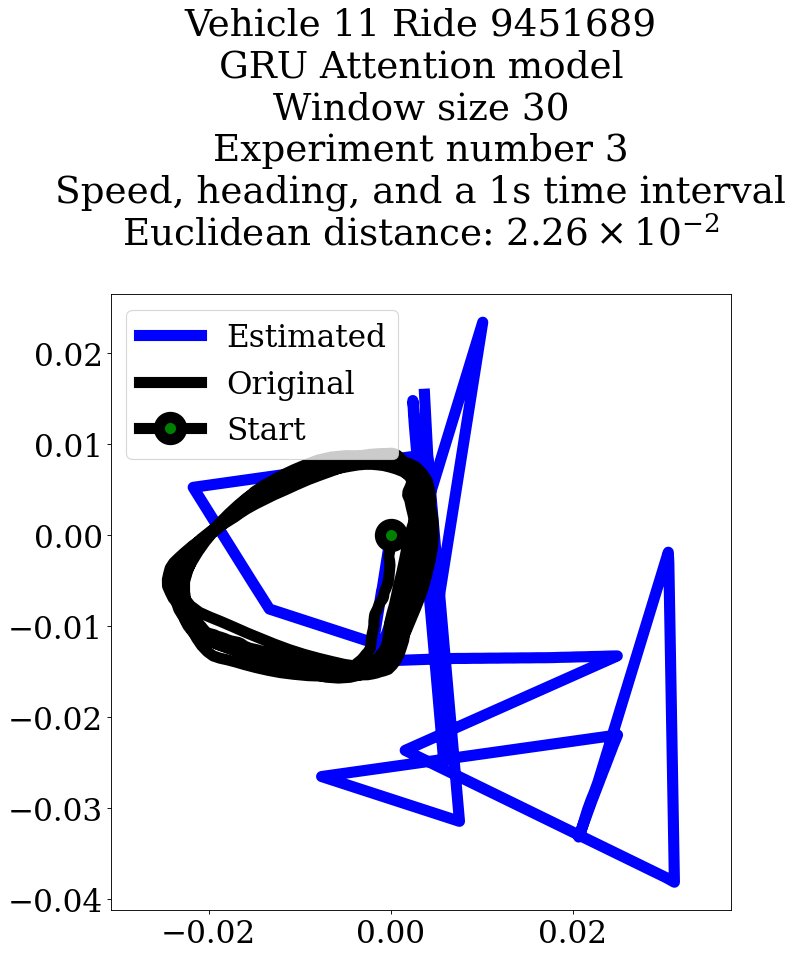 Vehicle 11 Ride 9451689
GRU Attention model
Window size 30
Experiment number 3
Speed, heading, and a 1s time interval
Euclidean distance: 2.26 × 10⁻²
Estimated
Original
Start
0.02
0.01
0.00
−0.01
−0.02
−0.03
−0.04
−0.02 0.00 0.02